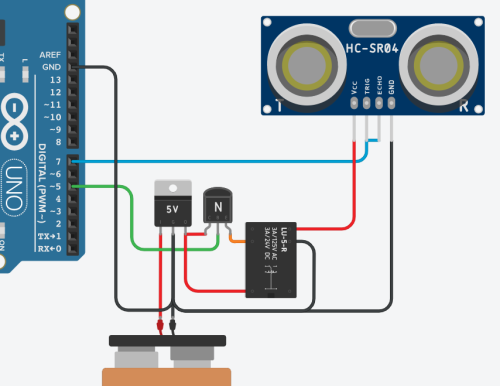 HC-SR04
Vcc
TRIG
ECHO
GND
T
R
AREF
GND
13
12
~11
~10
~9
8
7
~6
~5
4
~3
2
TX→1
RX←0
DIGITAL (PWM~)
UNO
TX
L
ON
5V
N
LU-5-R
3A/125V AC
3A/24V DC